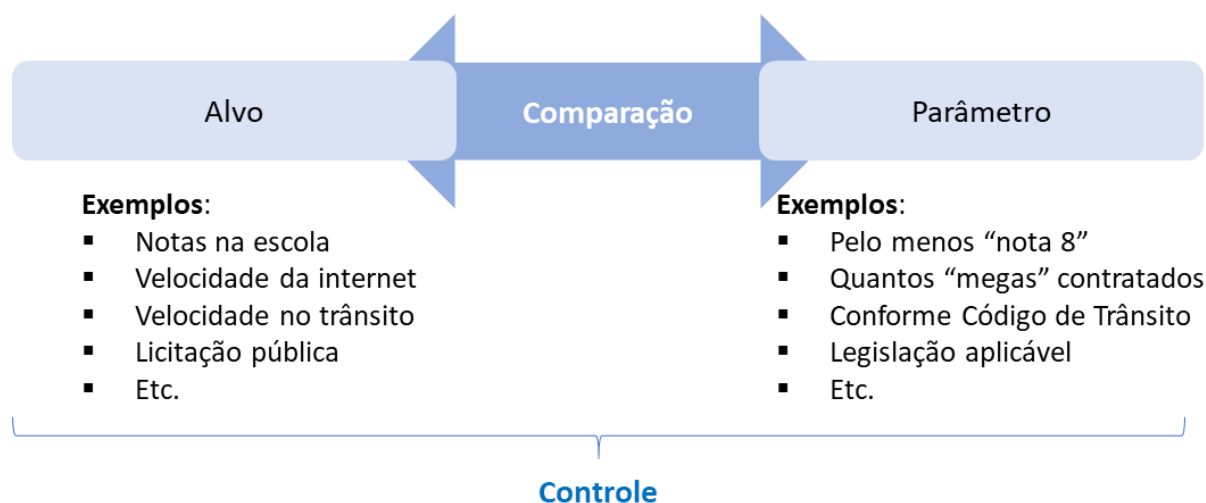 Alvo
Comparação
Parâmetro
Exemplos:
▪ Notas na escola
▪ Velocidade da internet
▪ Velocidade no trânsito
▪ Licitação pública
▪ Etc.
Exemplos:
▪ Pelo menos “nota 8”
▪ Quantos “megas” contratados
▪ Conforme Código de Trânsito
▪ Legislação aplicável
▪ Etc.
Controle